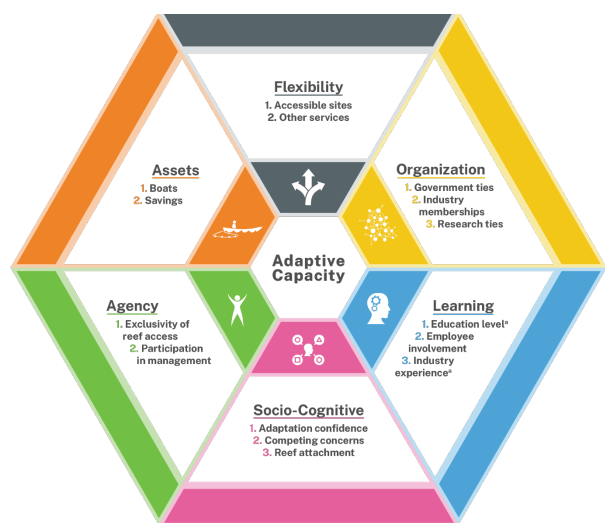 Flexibility
1. Accessible sites
2. Other services
Assets
1. Boats
2. Savings
Organization
1. Government ties
2. Industry
memberships
3. Research ties
Adaptive
Capacity
Agency
1. Exclusivity of
reef access
2. Participation
in management
Learning
1. Education levelᵃ
2. Employee
involvement
3. Industry
experienceᵃ
Socio-Cognitive
1. Adaptation confidence
2. Competing concerns
3. Reef attachment